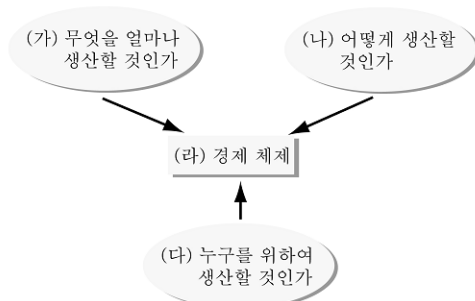 (가) 무엇을 얼마나
생산할 것인가
(나) 어떻게 생산할
것인가
(라) 경제 체제
(다) 누구를 위하여
생산할 것인가